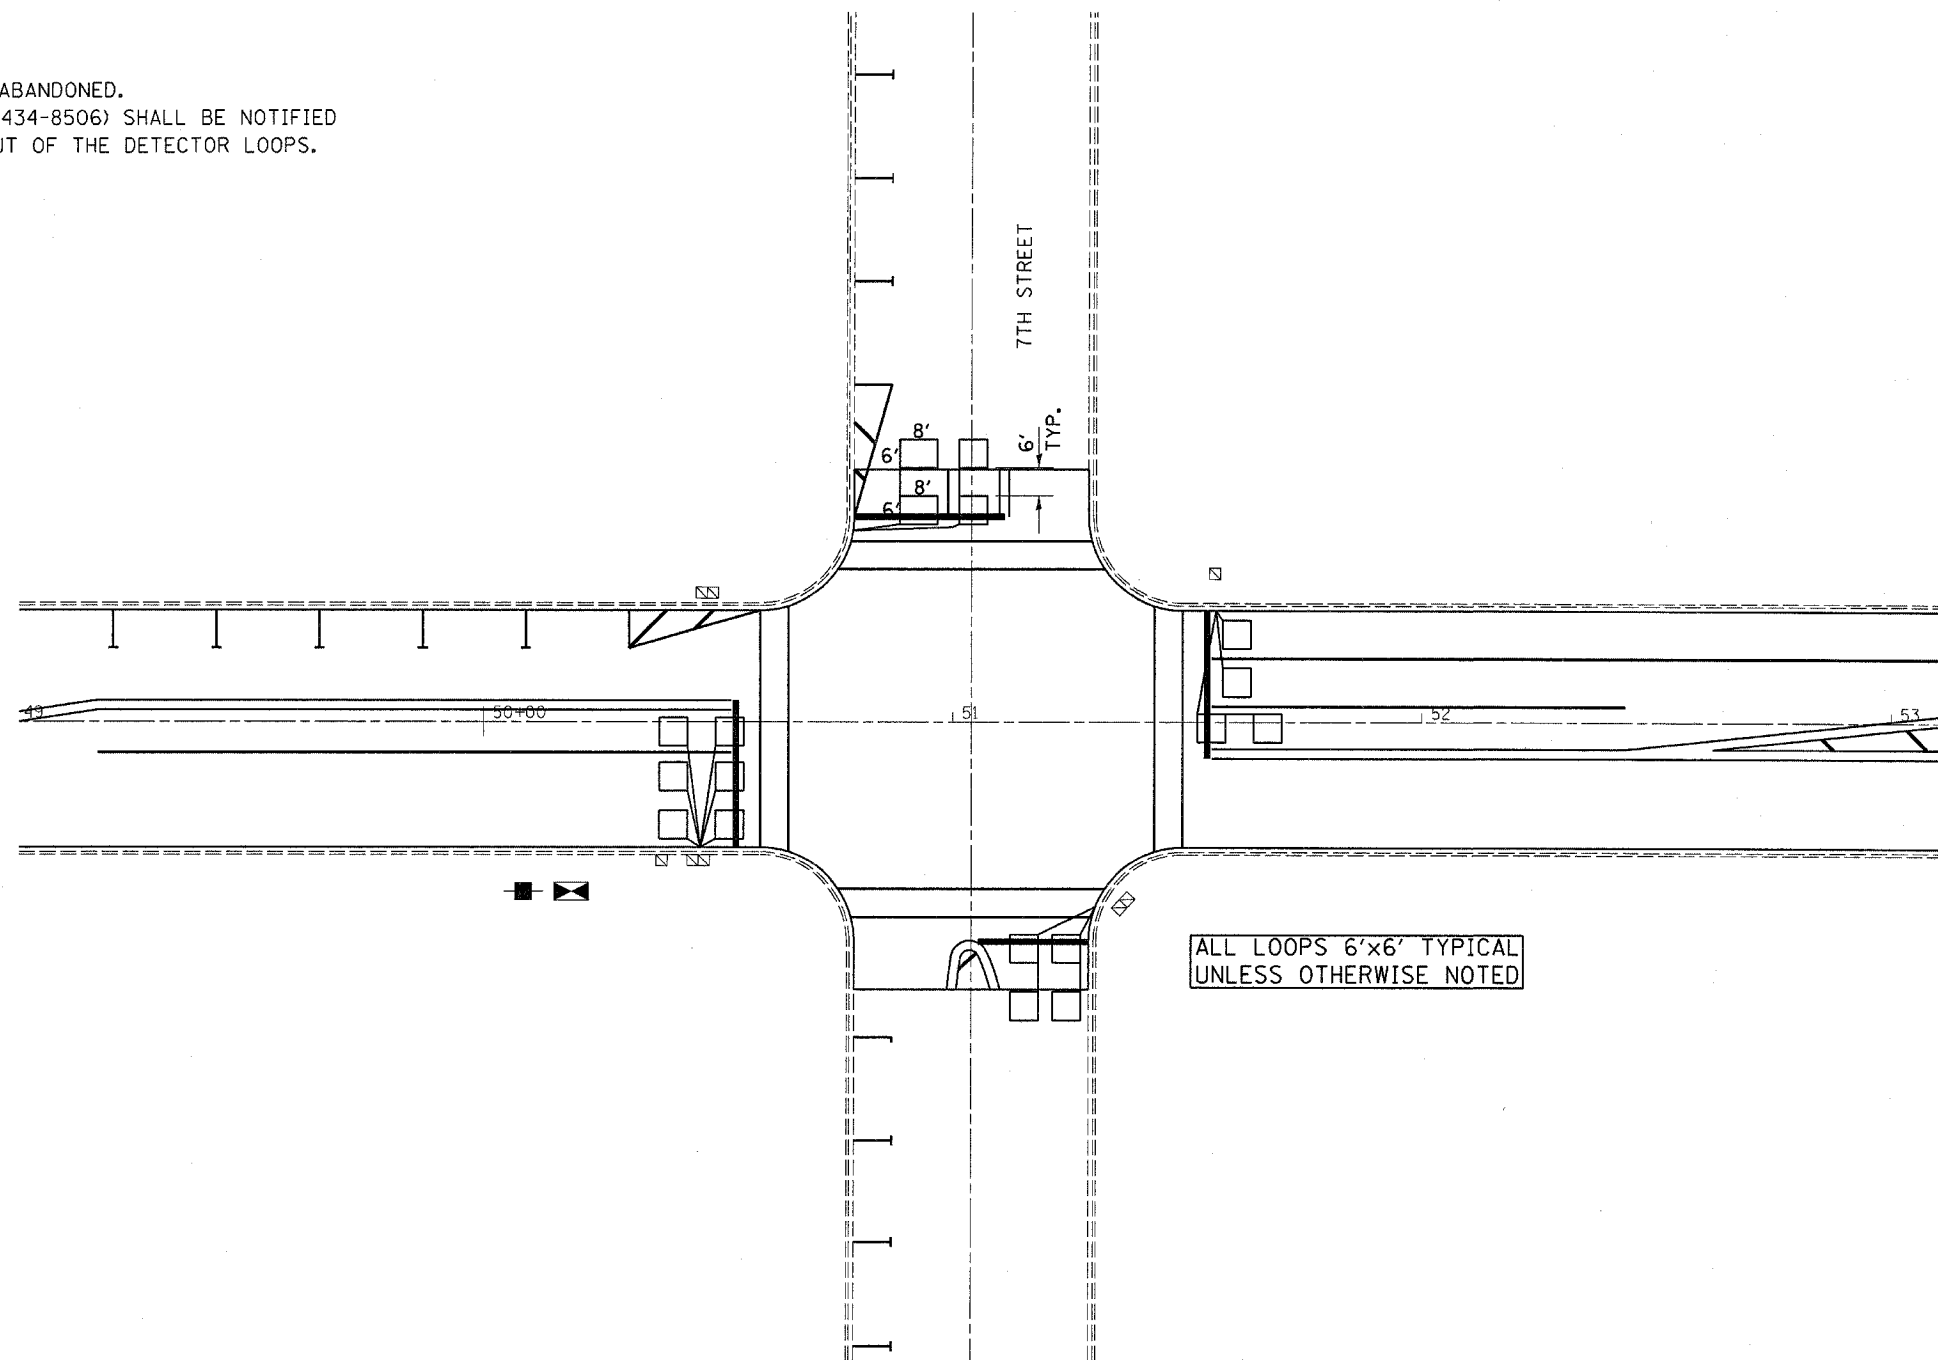 ABANDONED.
434-8506) SHALL BE NOTIFIED
UT OF THE DETECTOR LOOPS.
7TH STREET
8'
6'
6'
TYP.
8'
6'
49
50+00
51
52
53
ALL LOOPS 6'x6' TYPICAL
UNLESS OTHERWISE NOTED